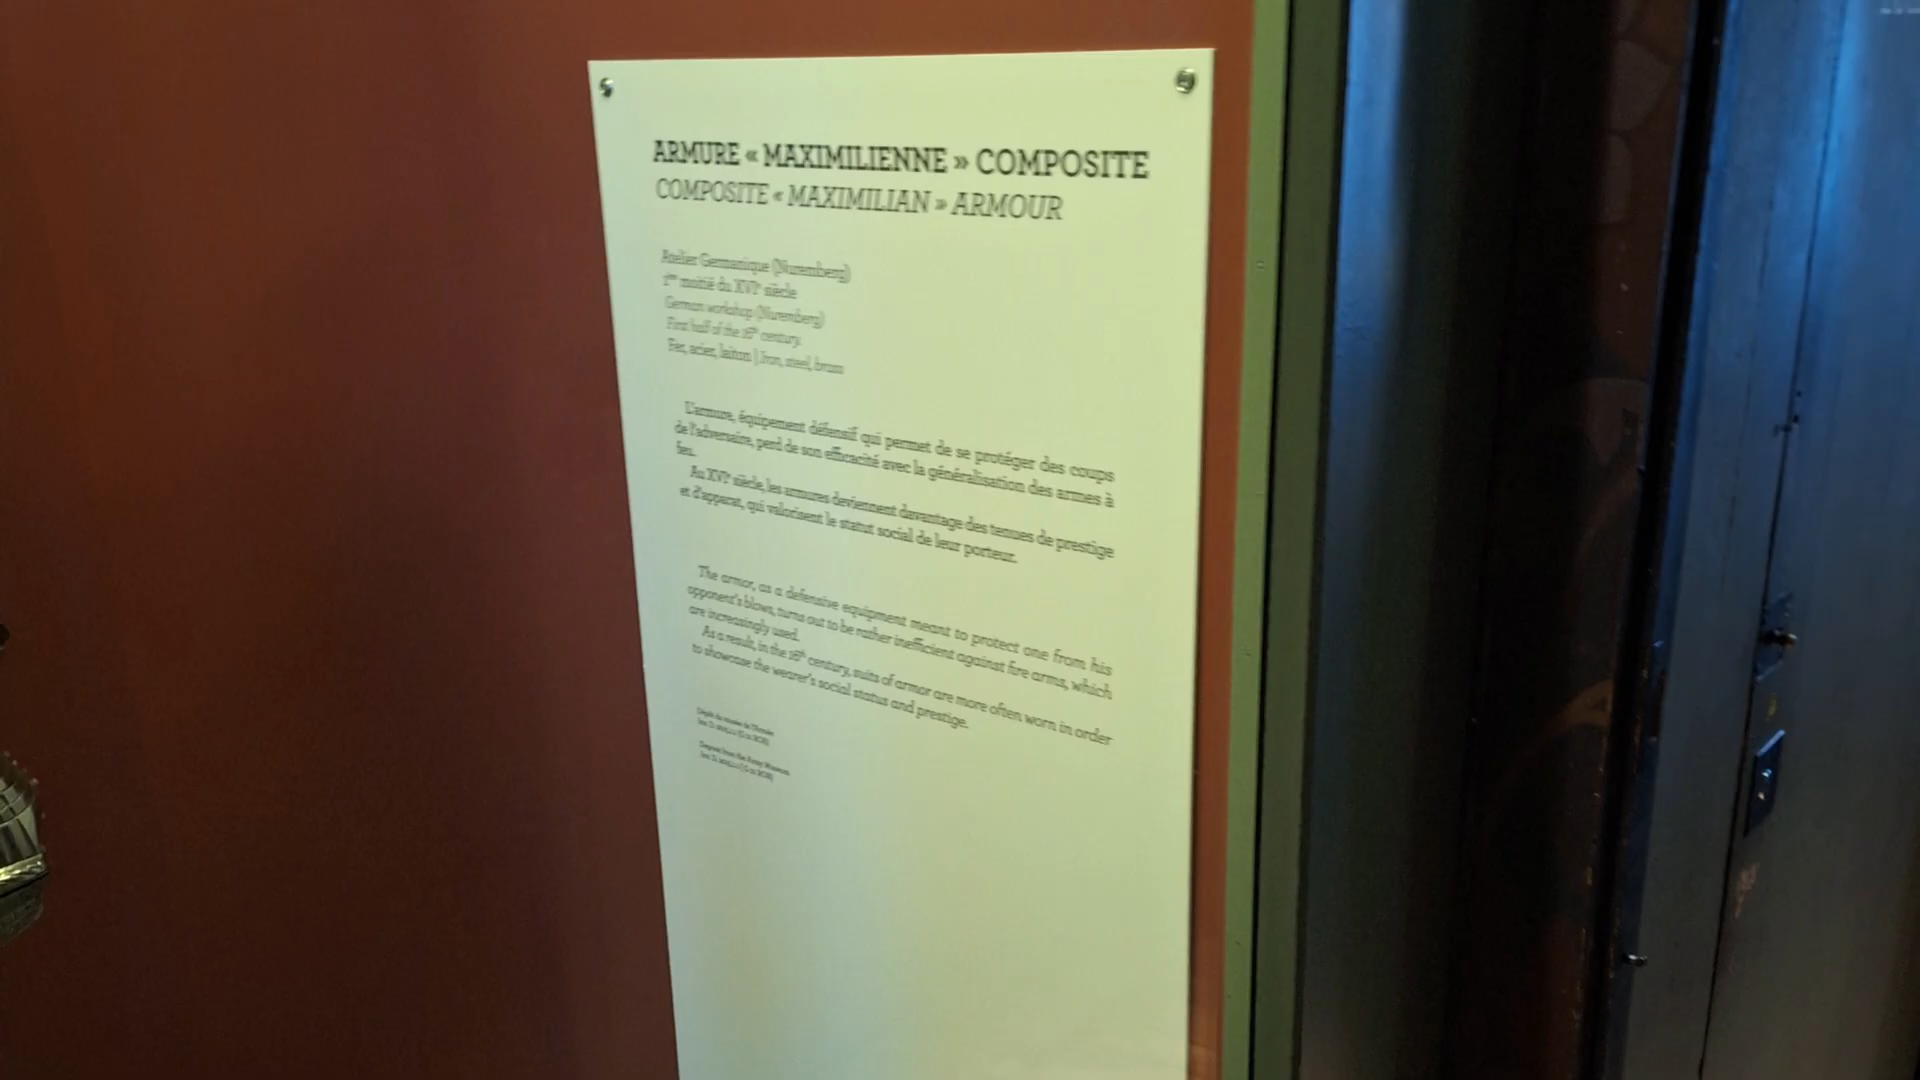 ARMURE « MAXIMILIENNE » COMPOSITE
COMPOSITE « MAXIMILIAN » ARMOUR
Atelier Germanique (Nuremberg)
1ère moitié du XVIe siècle
German workshop (Nuremberg)
First half of the 16th century.
Fer, acier, laiton | Iron, steel, brass
L'armure, équipement défensif qui permet de se protéger des coups
de l'adversaire, perd de son efficacité avec la généralisation des armes à
feu.
Au XVIe siècle, les armures deviennent davantage des tenues de prestige
et d'apparat, qui valorisent le statut social de leur porteur.
The armor, as a defensive equipment meant to protect one from his
opponent's blows, turns out to be rather inefficient against fire arms, which
are increasingly used.
As a result, in the 16th century, suits of armor are more often worn in order
to showcase the wearer's social status and prestige.
Dépôt du musée de l'Armée
Deposit from the Army Museum